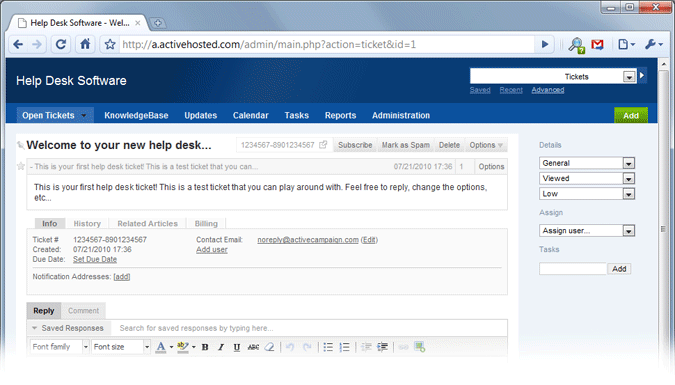 Help Desk Software - Wel...
http://a.activehosted.com/admin/main.php?action=ticket&id=1
Help Desk Software
Tickets
Saved Recent Advanced
Open Tickets KnowledgeBase Updates Calendar Tasks Reports Administration Add
Welcome to your new help desk... 1234567-8901234567 Subscribe Mark as Spam Delete Options
- This is your first help desk ticket! This is a test ticket that you can... 07/21/2010 17:36 1 Options
This is your first help desk ticket! This is a test ticket that you can play around with. Feel free to reply, change the options,
etc...
Info History Related Articles Billing
Ticket # 1234567-8901234567 Contact Email: noreply@activecampaign.com (Edit)
Created: 07/21/2010 17:36 Add user
Due Date: Set Due Date
Notification Addresses: [add]
Reply Comment
Saved Responses Search for saved responses by typing here...
Font family Font size A ab B I U ABC
Details
General
Viewed
Low
Assign
Assign user...
Tasks
Add